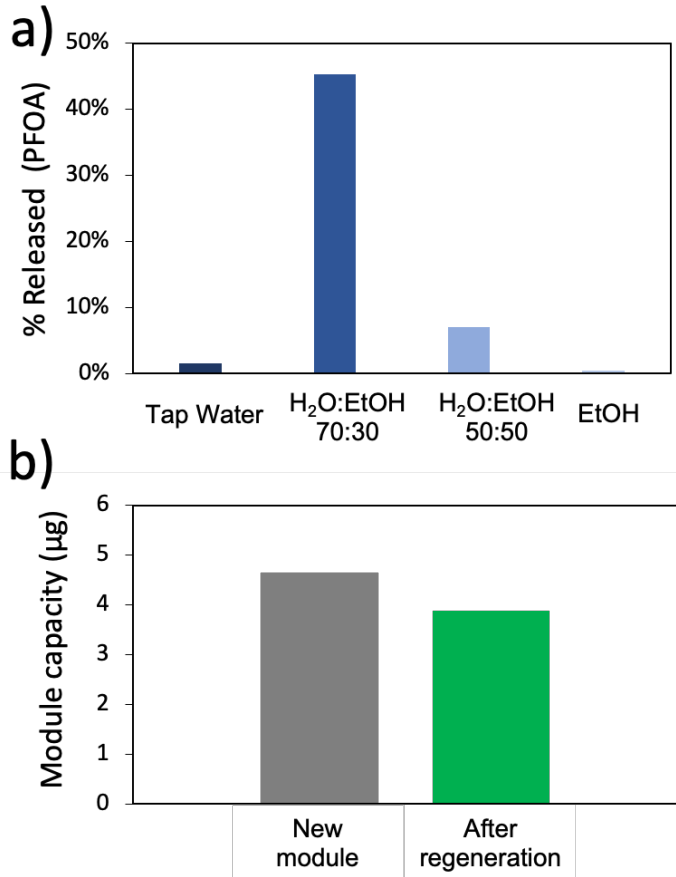 a)
% Released (PFOA)
50%
40%
30%
20%
10%
0%
Tap Water
H₂O:EtOH
70:30
H₂O:EtOH
50:50
EtOH
b)
Module capacity (µg)
6
5
4
3
2
1
0
New
module
After
regeneration